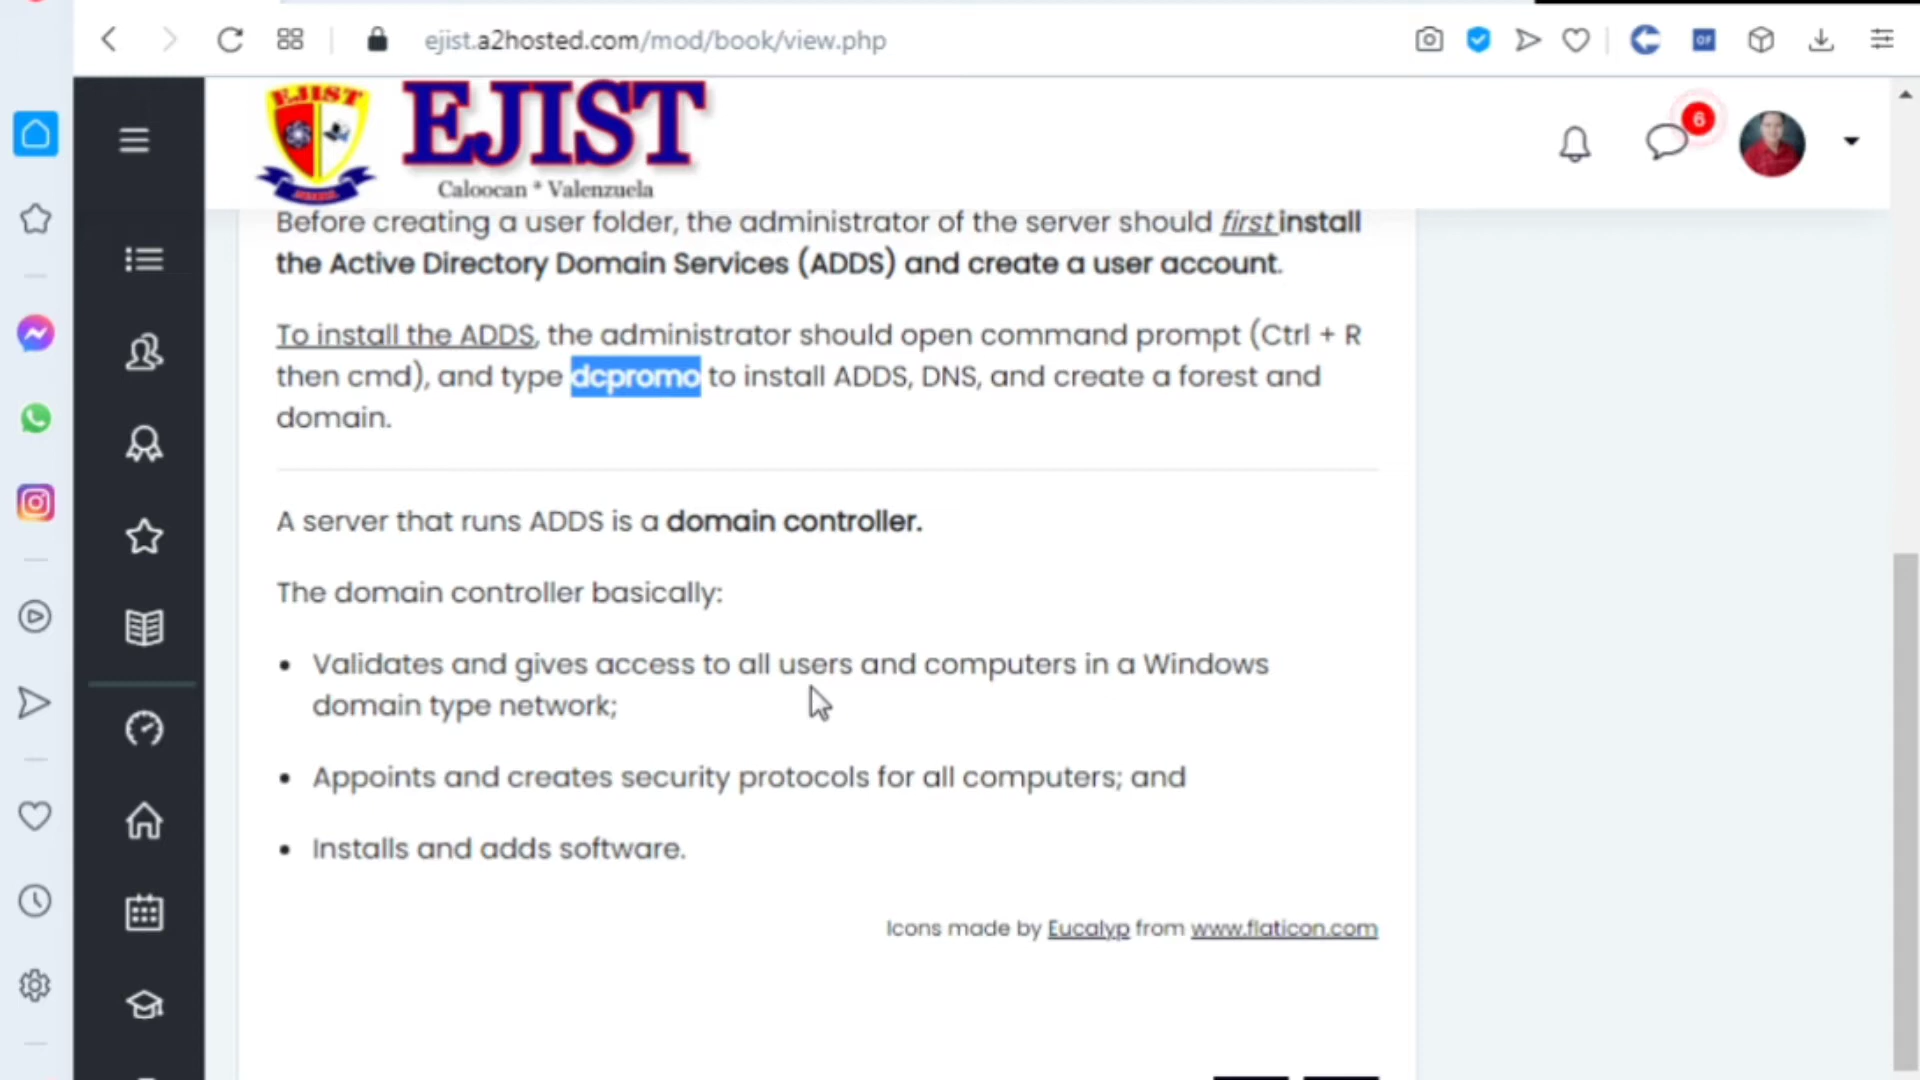 ejist.a2hosted.com/mod/book/view.php
OF
EJIST
EJIST
6
Caloocan * Valenzuela
Before creating a user folder, the administrator of the server should first install
the Active Directory Domain Services (ADDS) and create a user account.
To install the ADDS, the administrator should open command prompt (Ctrl + R
then cmd), and type dcpromo to install ADDS, DNS, and create a forest and
domain.
A server that runs ADDS is a domain controller.
The domain controller basically:
• Validates and gives access to all users and computers in a Windows
domain type network;
• Appoints and creates security protocols for all computers; and
• Installs and adds software.
Icons made by Eucalyp from www.flaticon.com